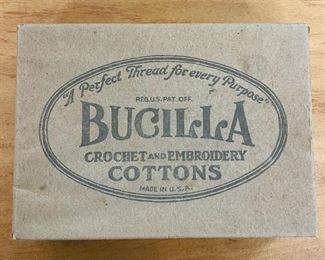 "A Perfect Thread for every Purpose"
REG.U.S.PAT.OFF.
BUCILLA
CROCHET AND EMBROIDERY
COTTONS
MADE IN U.S.A.